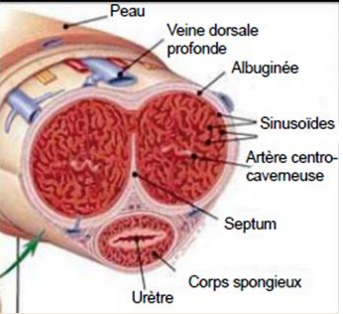 Peau
Veine dorsale
profonde
Albuginée
Sinusoïdes
Artère centro-
caverneuse
Septum
Corps spongieux
Urètre